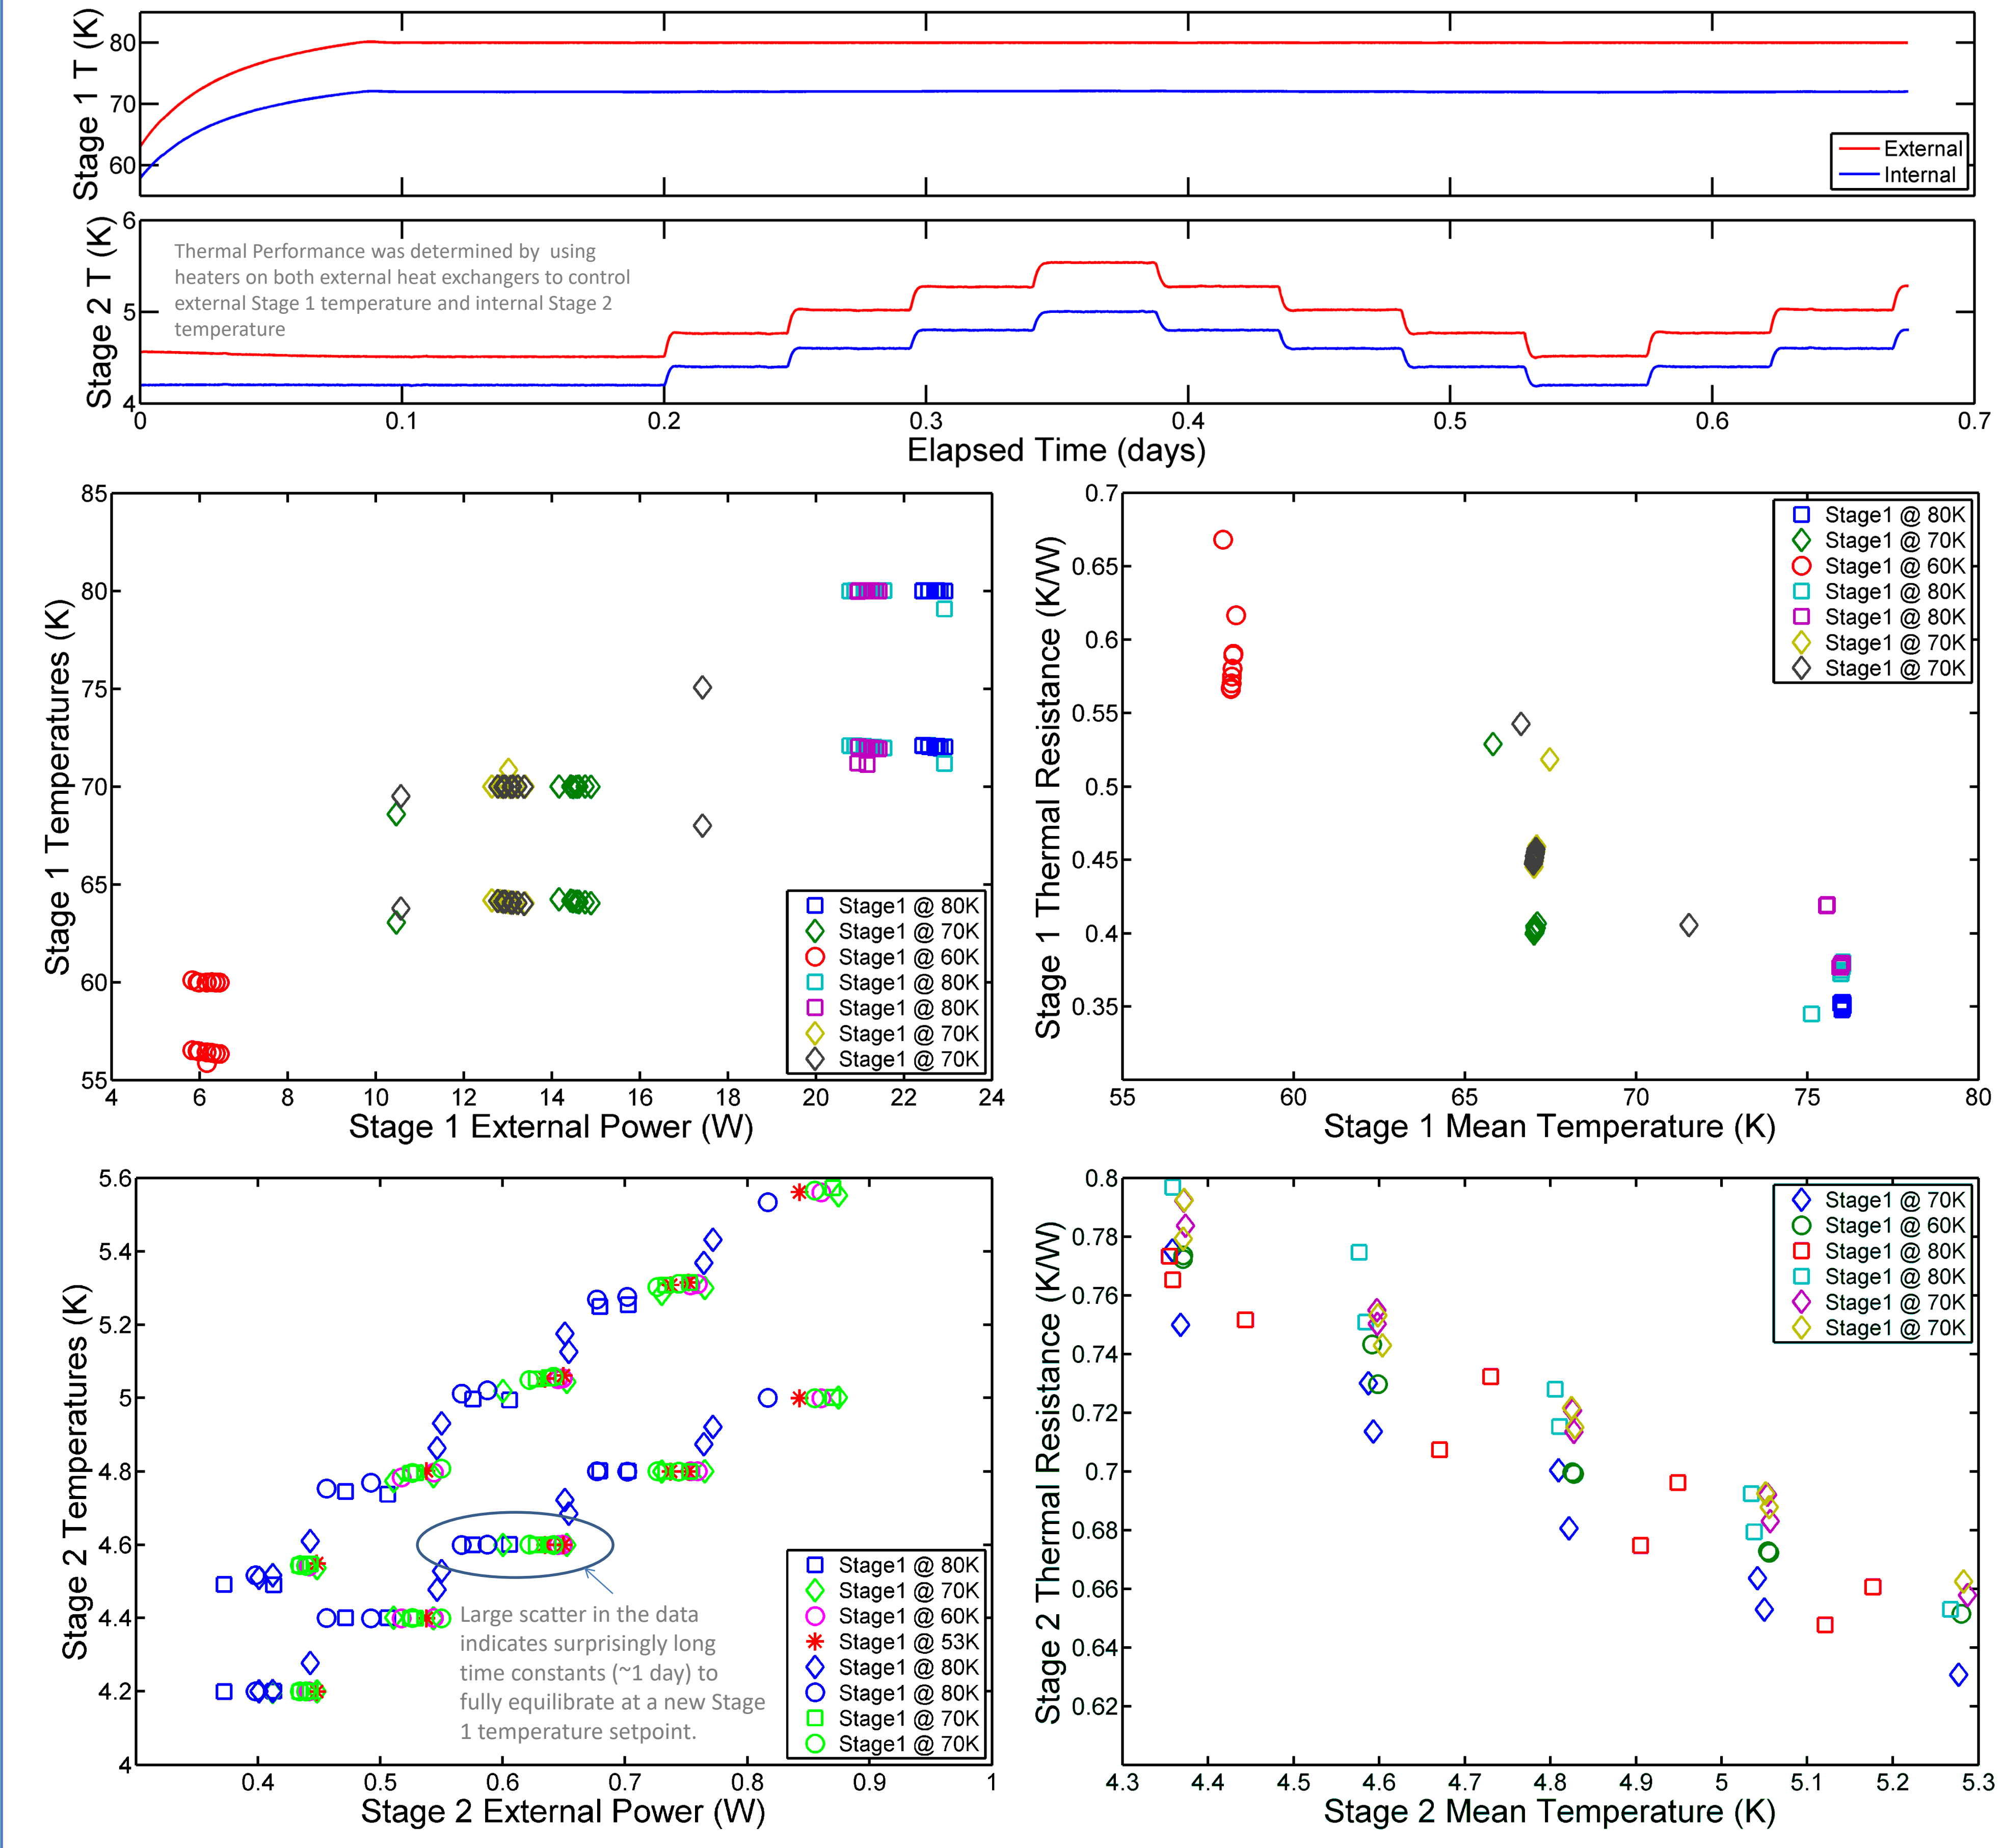 Stage 1 T (K)
80
70
60
External
Internal
Stage 2 T (K)
6
5
4
Thermal Performance was determined by using
heaters on both external heat exchangers to control
external Stage 1 temperature and internal Stage 2
temperature
0 0.1 0.2 0.3 0.4 0.5 0.6 0.7
Elapsed Time (days)
Stage 1 Temperatures (K)
85
80
75
70
65
60
55
Stage1 @ 80K
Stage1 @ 70K
Stage1 @ 60K
Stage1 @ 80K
Stage1 @ 80K
Stage1 @ 70K
Stage1 @ 70K
4 6 8 10 12 14 16 18 20 22 24
Stage 1 External Power (W)
Stage 1 Thermal Resistance (K/W)
0.7
0.65
0.6
0.55
0.5
0.45
0.4
0.35
Stage1 @ 80K
Stage1 @ 70K
Stage1 @ 60K
Stage1 @ 80K
Stage1 @ 80K
Stage1 @ 70K
Stage1 @ 70K
55 60 65 70 75 80
Stage 1 Mean Temperature (K)
Stage 2 Temperatures (K)
5.6
5.4
5.2
5
4.8
4.6
4.4
4.2
4
Large scatter in the data
indicates surprisingly long
time constants (~1 day) to
fully equilibrate at a new Stage
1 temperature setpoint.
Stage1 @ 80K
Stage1 @ 70K
Stage1 @ 60K
Stage1 @ 53K
Stage1 @ 80K
Stage1 @ 80K
Stage1 @ 70K
Stage1 @ 70K
0.4 0.5 0.6 0.7 0.8 0.9 1
Stage 2 External Power (W)
Stage 2 Thermal Resistance (K/W)
0.8
0.78
0.76
0.74
0.72
0.7
0.68
0.66
0.64
0.62
Stage1 @ 70K
Stage1 @ 60K
Stage1 @ 80K
Stage1 @ 80K
Stage1 @ 70K
Stage1 @ 70K
4.3 4.4 4.5 4.6 4.7 4.8 4.9 5 5.1 5.2 5.3
Stage 2 Mean Temperature (K)